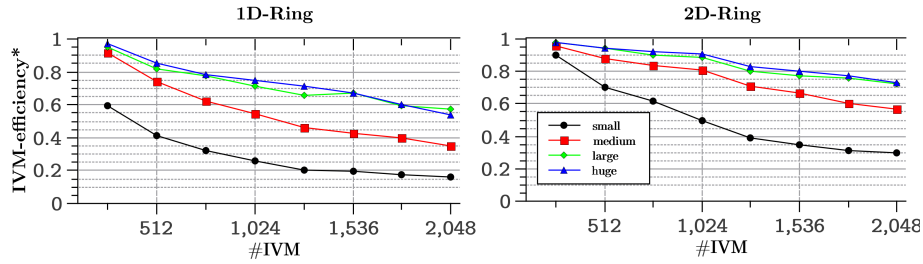 1D-Ring
IVM-efficiency*
1
0.8
0.6
0.4
0.2
0
512
1,024
1,536
2,048
#IVM
2D-Ring
1
0.8
0.6
0.4
0.2
0
small
medium
large
huge
512
1,024
1,536
2,048
#IVM